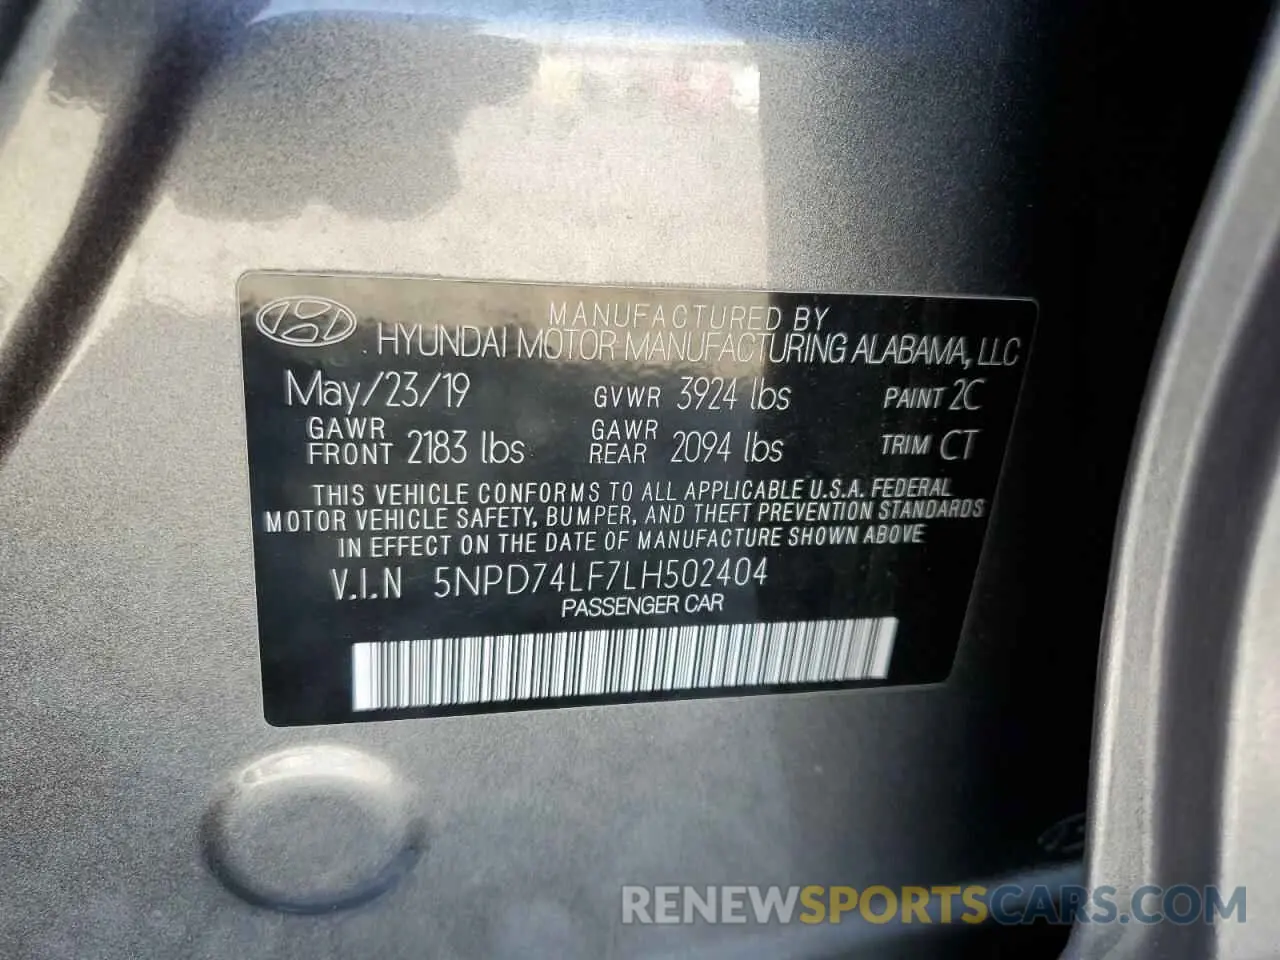 MANUFACTURED BY
HYUNDAI MOTOR MANUFACTURING ALABAMA, LLC
May/23/19 GVWR 3924 lbs PAINT 2C
GAWR FRONT 2183 lbs GAWR REAR 2094 lbs TRIM CT
THIS VEHICLE CONFORMS TO ALL APPLICABLE U.S.A. FEDERAL
MOTOR VEHICLE SAFETY, BUMPER, AND THEFT PREVENTION STANDARDS
IN EFFECT ON THE DATE OF MANUFACTURE SHOWN ABOVE
V.I.N 5NPD74LF7LH502404
PASSENGER CAR
RENEWSPORTSCARS.COM